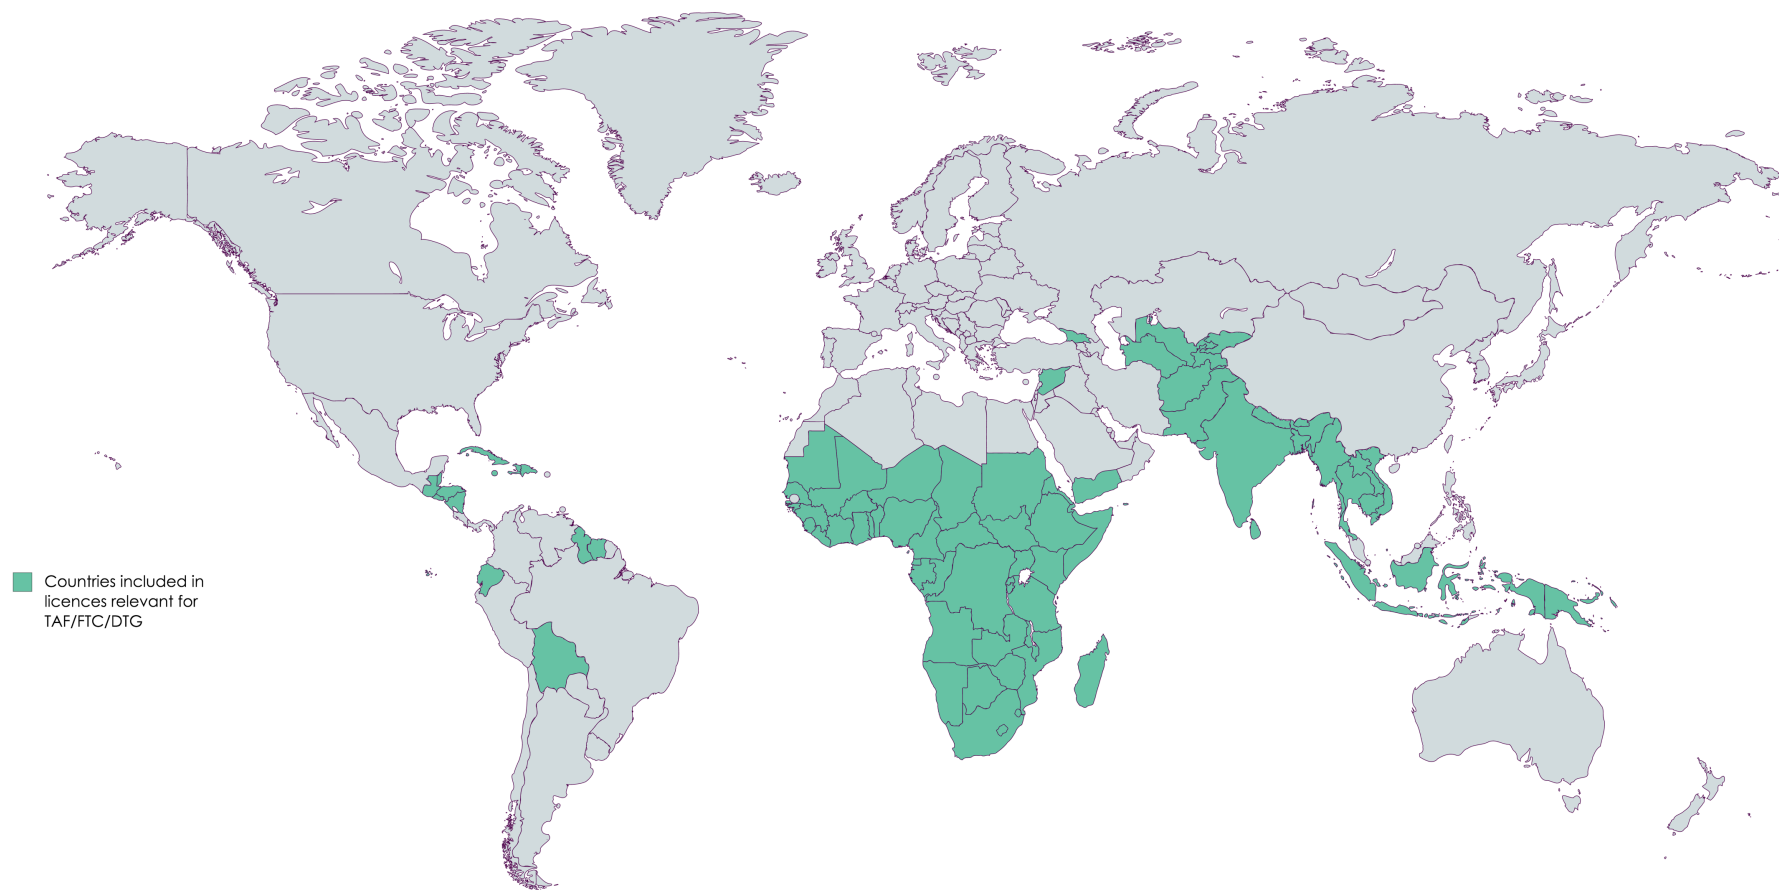 Countries included in
licences relevant for
TAF/FTC/DTG